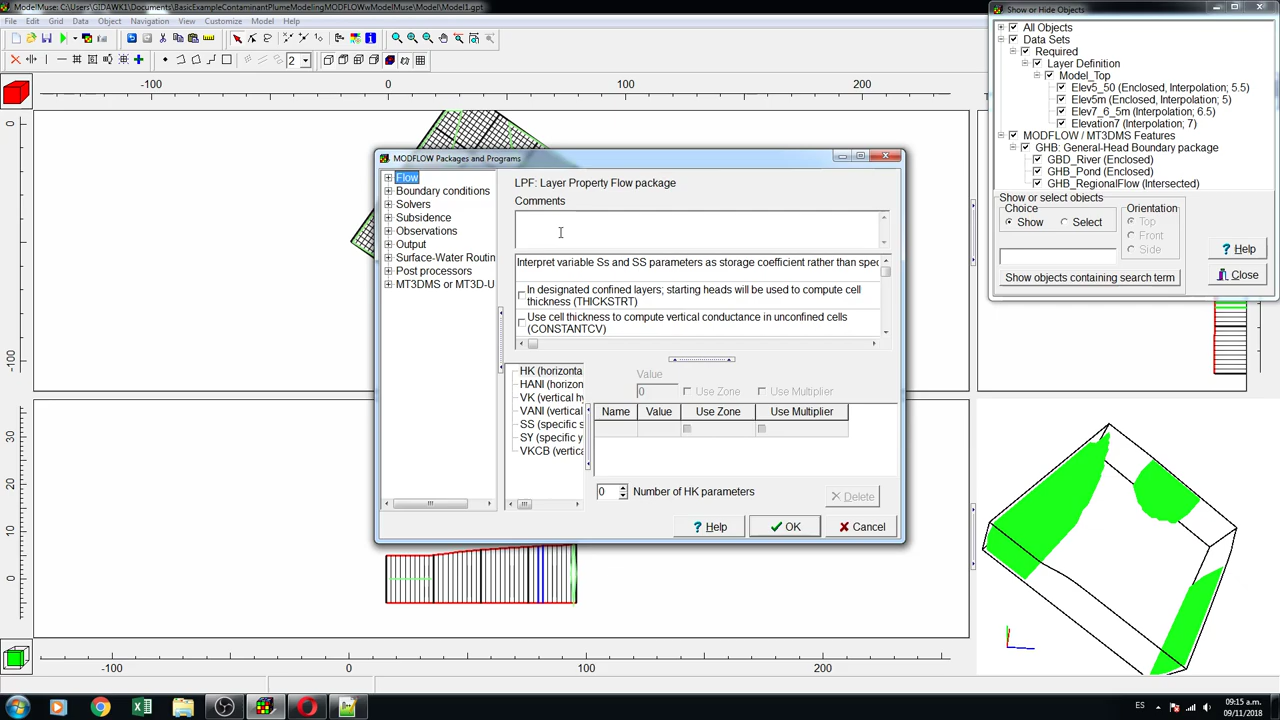 ModelMuse: C:\Users\GIDAWK1\BasicExampleContaminantPlumeModelingMODFLOWwModelMuse\Model\Model1.gpt
File Edit Grid Data Object Navigation View Customize Model Help
2
-100
0
100
200
0
-100
30
20
10
0
-100
0
100
200
MODFLOW Packages and Programs
Flow
Boundary conditions
Solvers
Subsidence
Observations
Output
Surface-Water Routin
Post processors
MT3DMS or MT3D-U
LPF: Layer Property Flow package
Comments
Interpret variable Ss and SS parameters as storage coefficient rather than spec
In designated confined layers; starting heads will be used to compute cell
thickness (THICKSTRT)
Use cell thickness to compute vertical conductance in unconfined cells
(CONSTANTCV)
HK (horizonta
HANI (horizon
VK (vertical hy
VANI (vertical
SS (specific s
SY (specific y
VKCB (vertica
Value
0 Use Zone Use Multiplier
Name Value Use Zone Use Multiplier
0 Number of HK parameters
Delete
Help OK Cancel
Show or Hide Objects
All Objects
Data Sets
Required
Layer Definition
Model_Top
Elev5_50 (Enclosed, Interpolation; 5.5)
Elev5m (Enclosed, Interpolation; 5)
Elev7_6_5m (Interpolation; 6.5)
Elevation7 (Interpolation; 7)
MODFLOW / MT3DMS Features
GHB: General-Head Boundary package
GBD_River (Enclosed)
GHB_Pond (Enclosed)
GHB_RegionalFlow (Intersected)
Show or select objects
Choice
Show Select
Orientation
Top
Front
Side
Help
Show objects containing search term
Close
ES
09:15 a.m.
09/11/2018